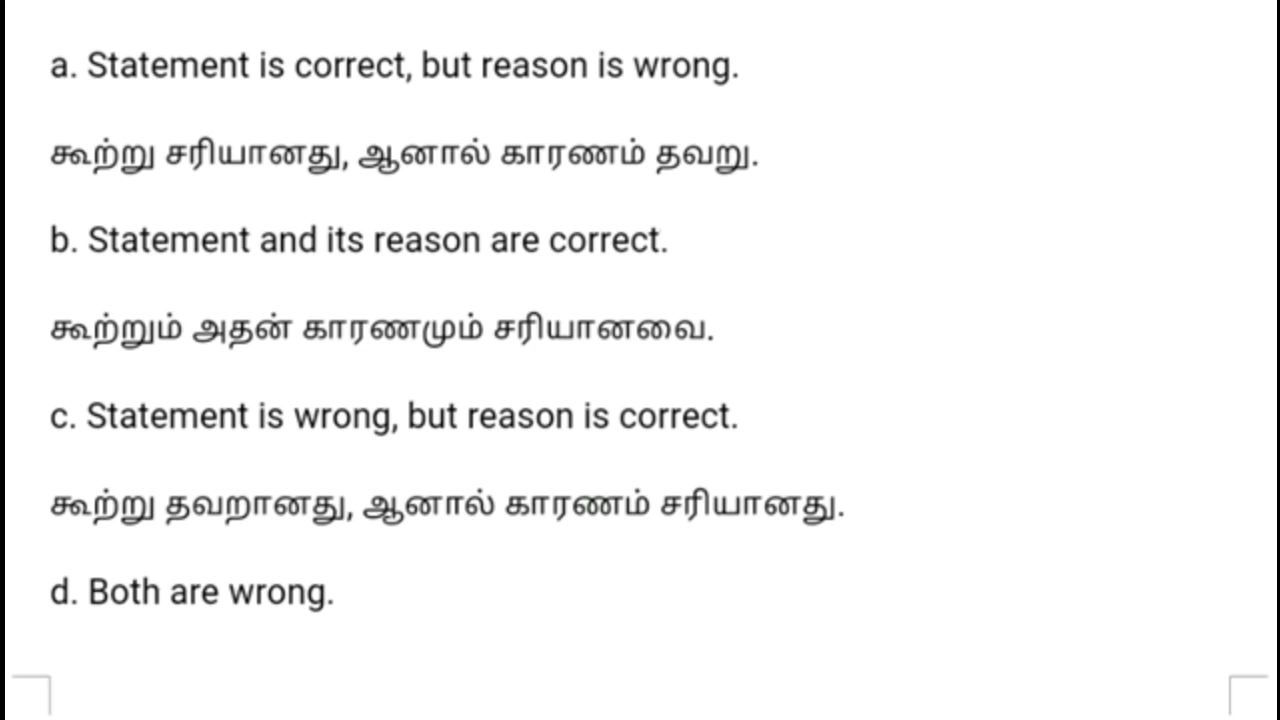 a. Statement is correct, but reason is wrong.
கூற்று சரியானது, ஆனால் காரணம் தவறு.
b. Statement and its reason are correct.
கூற்றும் அதன் காரணமும் சரியானவை.
c. Statement is wrong, but reason is correct.
கூற்று தவறானது, ஆனால் காரணம் சரியானது.
d. Both are wrong.